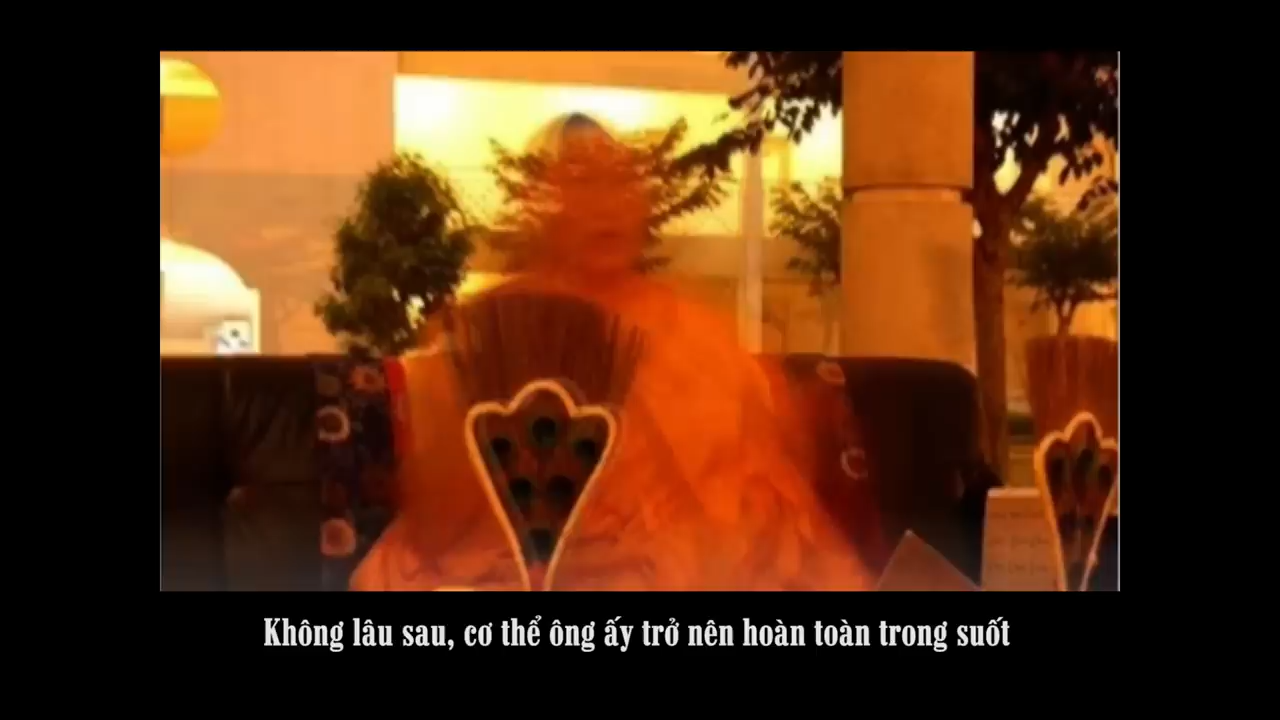 Không lâu sau, cơ thể ông ấy trở nên hoàn toàn trong suốt